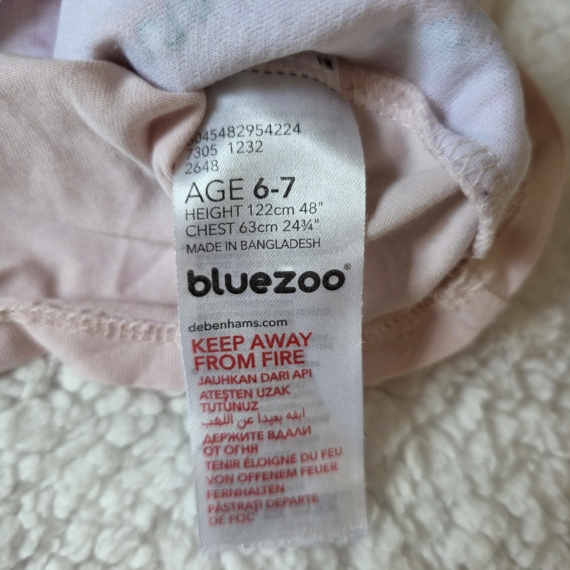 5045482954224
7305 1232
2648
AGE 6-7
HEIGHT 122cm 48"
CHEST 63cm 24¾"
MADE IN BANGLADESH
bluezoo®
debenhams.com
KEEP AWAY
FROM FIRE
JAUHKAN DARI API
ATEŞTEN UZAK
TUTUNUZ
ابقه بعيدا عن اللهب
ДЕРЖИТЕ ВДАЛИ
ОТ ОГНЯ
TENIR ÉLOIGNÉ DU FEU
VON OFFENEM FEUER
FERNHALTEN
PĂSTRAŢI DEPARTE
DE FOC